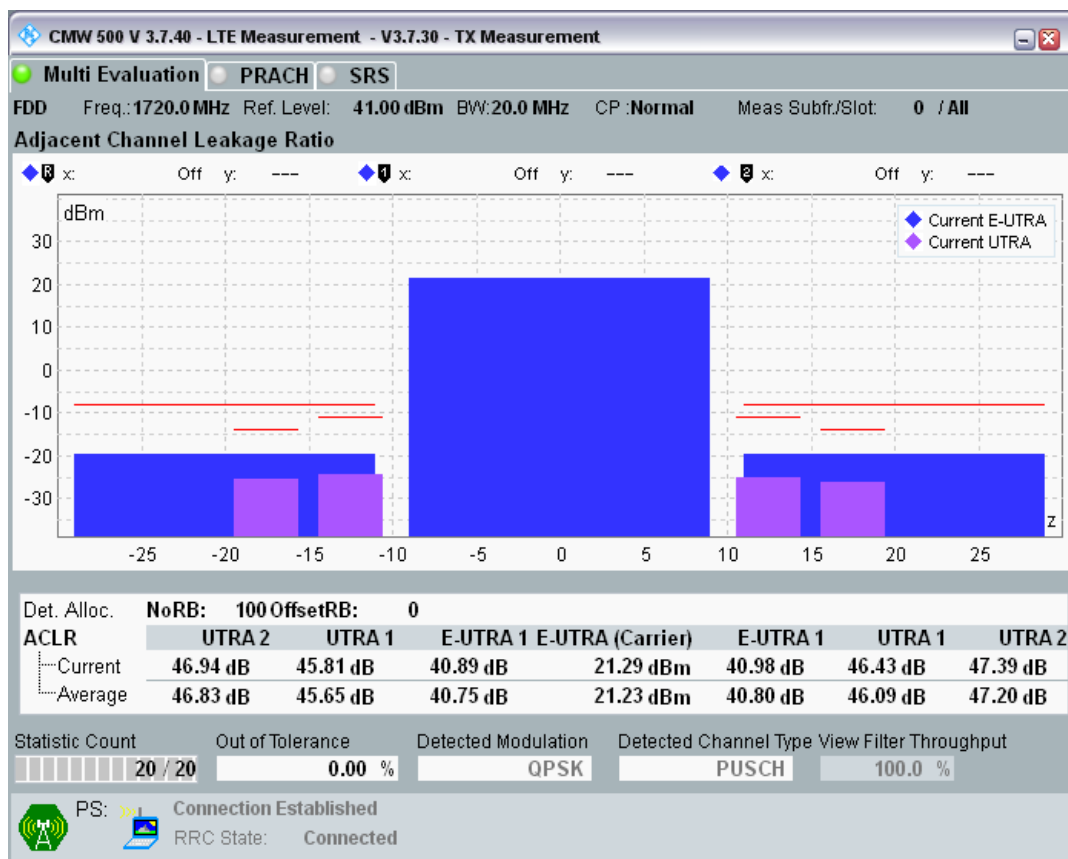 CMW 500 V 3.7.40 - LTE Measurement - V3.7.30 - TX Measurement
Multi Evaluation PRACH SRS
FDD Freq.: 1720.0 MHz Ref. Level: 41.00 dBm BW: 20.0 MHz CP : Normal Meas Subfr./Slot: 0 / All
Adjacent Channel Leakage Ratio
R x: Off y: --- 1 x: Off y: --- 2 x: Off y: ---
dBm
Current E-UTRA
Current UTRA
30
20
10
0
-10
-20
-30
z
-25 -20 -15 -10 -5 0 5 10 15 20 25
Det. Alloc. NoRB: 100 OffsetRB: 0
ACLR UTRA 2 UTRA 1 E-UTRA 1 E-UTRA (Carrier) E-UTRA 1 UTRA 1 UTRA 2
Current 46.94 dB 45.81 dB 40.89 dB 21.29 dBm 40.98 dB 46.43 dB 47.39 dB
Average 46.83 dB 45.65 dB 40.75 dB 21.23 dBm 40.80 dB 46.09 dB 47.20 dB
Statistic Count Out of Tolerance Detected Modulation Detected Channel Type View Filter Throughput
20 / 20 0.00 % QPSK PUSCH 100.0 %
PS: Connection Established
RRC State: Connected